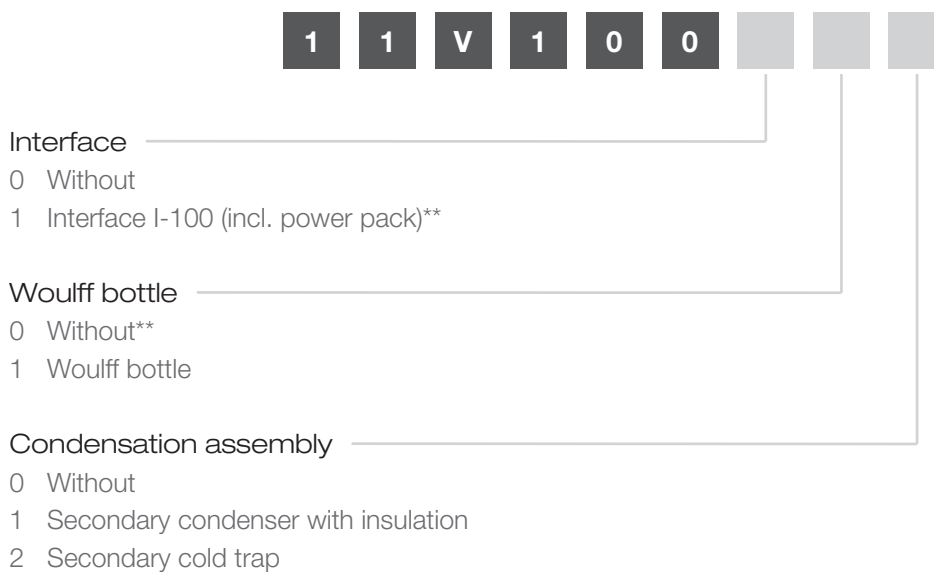 1 1 V 1 0 0
Interface
0 Without
1 Interface I-100 (incl. power pack)**
Woulff bottle
0 Without**
1 Woulff bottle
Condensation assembly
0 Without
1 Secondary condenser with insulation
2 Secondary cold trap